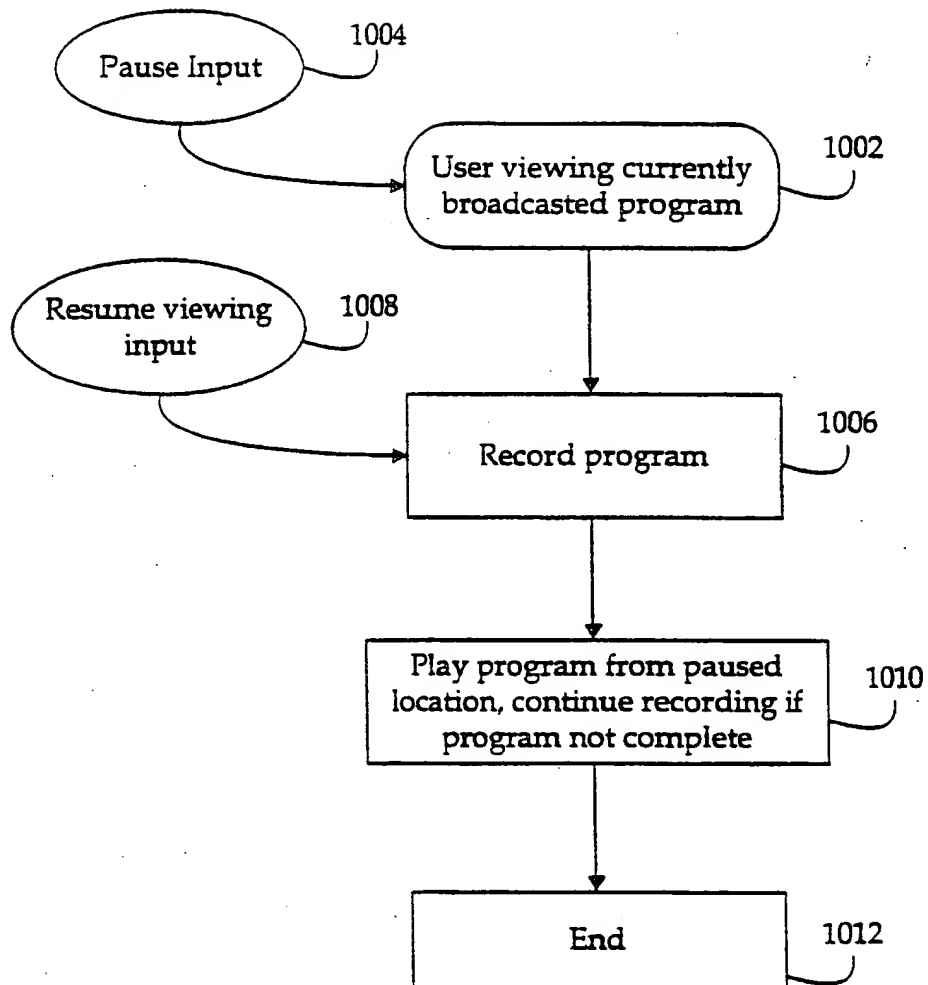 1004
Pause Input
1002
User viewing currently
broadcasted program
1008
Resume viewing
input
1006
Record program
1010
Play program from paused
location, continue recording if
program not complete
End
1012